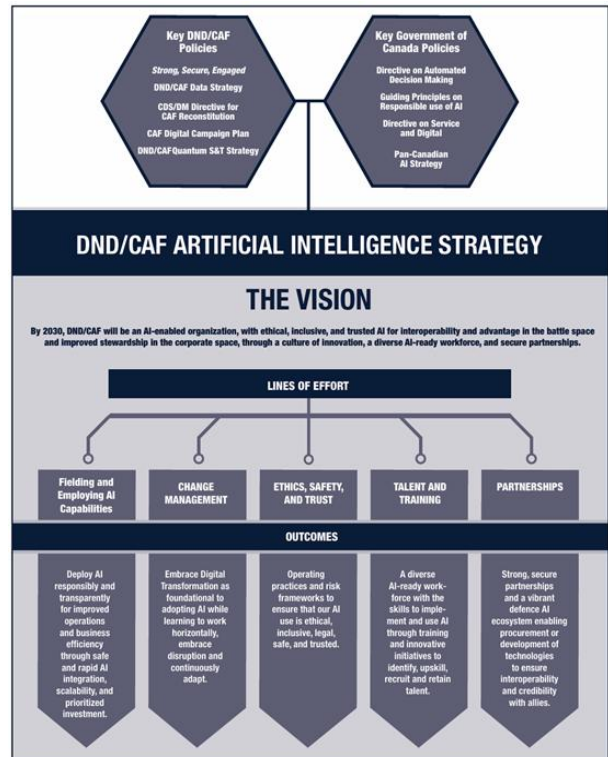 Key DND/CAF
Policies
Strong, Secure, Engaged
DND/CAF Data Strategy
CDS/DM Directive for
CAF Reconstitution
CAF Digital Campaign Plan
DND/CAFQuantum S&T Strategy
Key Government of
Canada Policies
Directive on Automated
Decision Making
Guiding Principles on
Responsible use of AI
Directive on Service
and Digital
Pan-Canadian
AI Strategy
DND/CAF ARTIFICIAL INTELLIGENCE STRATEGY
THE VISION
By 2030, DND/CAF will be an AI-enabled organization, with ethical, inclusive, and trusted AI for interoperability and advantage in the battle space
and improved stewardship in the corporate space, through a culture of innovation, a diverse AI-ready workforce, and secure partnerships.
LINES OF EFFORT
Fielding and
Employing AI
Capabilities
CHANGE
MANAGEMENT
ETHICS, SAFETY,
AND TRUST
TALENT AND
TRAINING
PARTNERSHIPS
OUTCOMES
Deploy AI
responsibly and
transparently
for improved
operations
and business
efficiency
through safe
and rapid AI
integration,
scalability, and
prioritized
investment.
Embrace Digital
Transformation as
foundational to
adopting AI while
learning to work
horizontally,
embrace
disruption and
continuously
adapt.
Operating
practices and risk
frameworks to
ensure that our AI
use is ethical,
inclusive, legal,
safe, and trusted.
A diverse
AI-ready work-
force with the
skills to imple-
ment and use AI
through training
and innovative
initiatives to
identify, upskill,
recruit and retain
talent.
Strong, secure
partnerships
and a vibrant
defence AI
ecosystem enabling
procurement or
development of
technologies
to ensure
interoperability
and credibility
with allies.